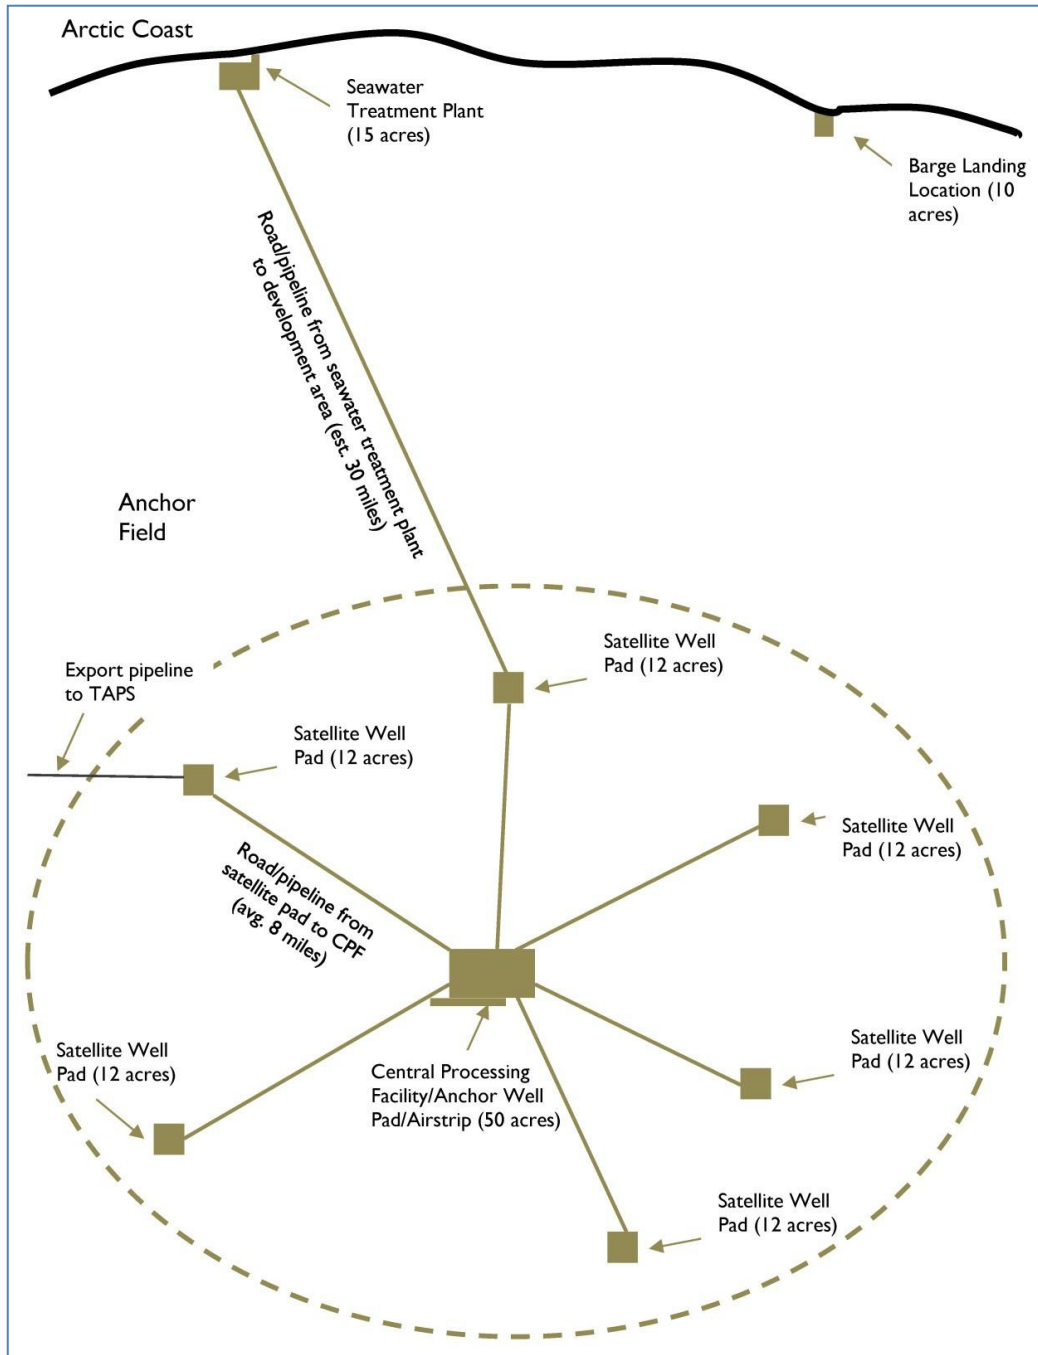 Arctic Coast
Seawater
Treatment Plant
(15 acres)
Barge Landing
Location (10
acres)
Road/pipeline from seawater treatment plant
to development area (est. 30 miles)
Anchor
Field
Satellite Well
Pad (12 acres)
Export pipeline
to TAPS
Satellite Well
Pad (12 acres)
Satellite Well
Pad (12 acres)
Road/pipeline from
satellite pad to CPF
(avg. 8 miles)
Satellite Well
Pad (12 acres)
Central Processing
Facility/Anchor Well
Pad/Airstrip (50 acres)
Satellite Well
Pad (12 acres)
Satellite Well
Pad (12 acres)